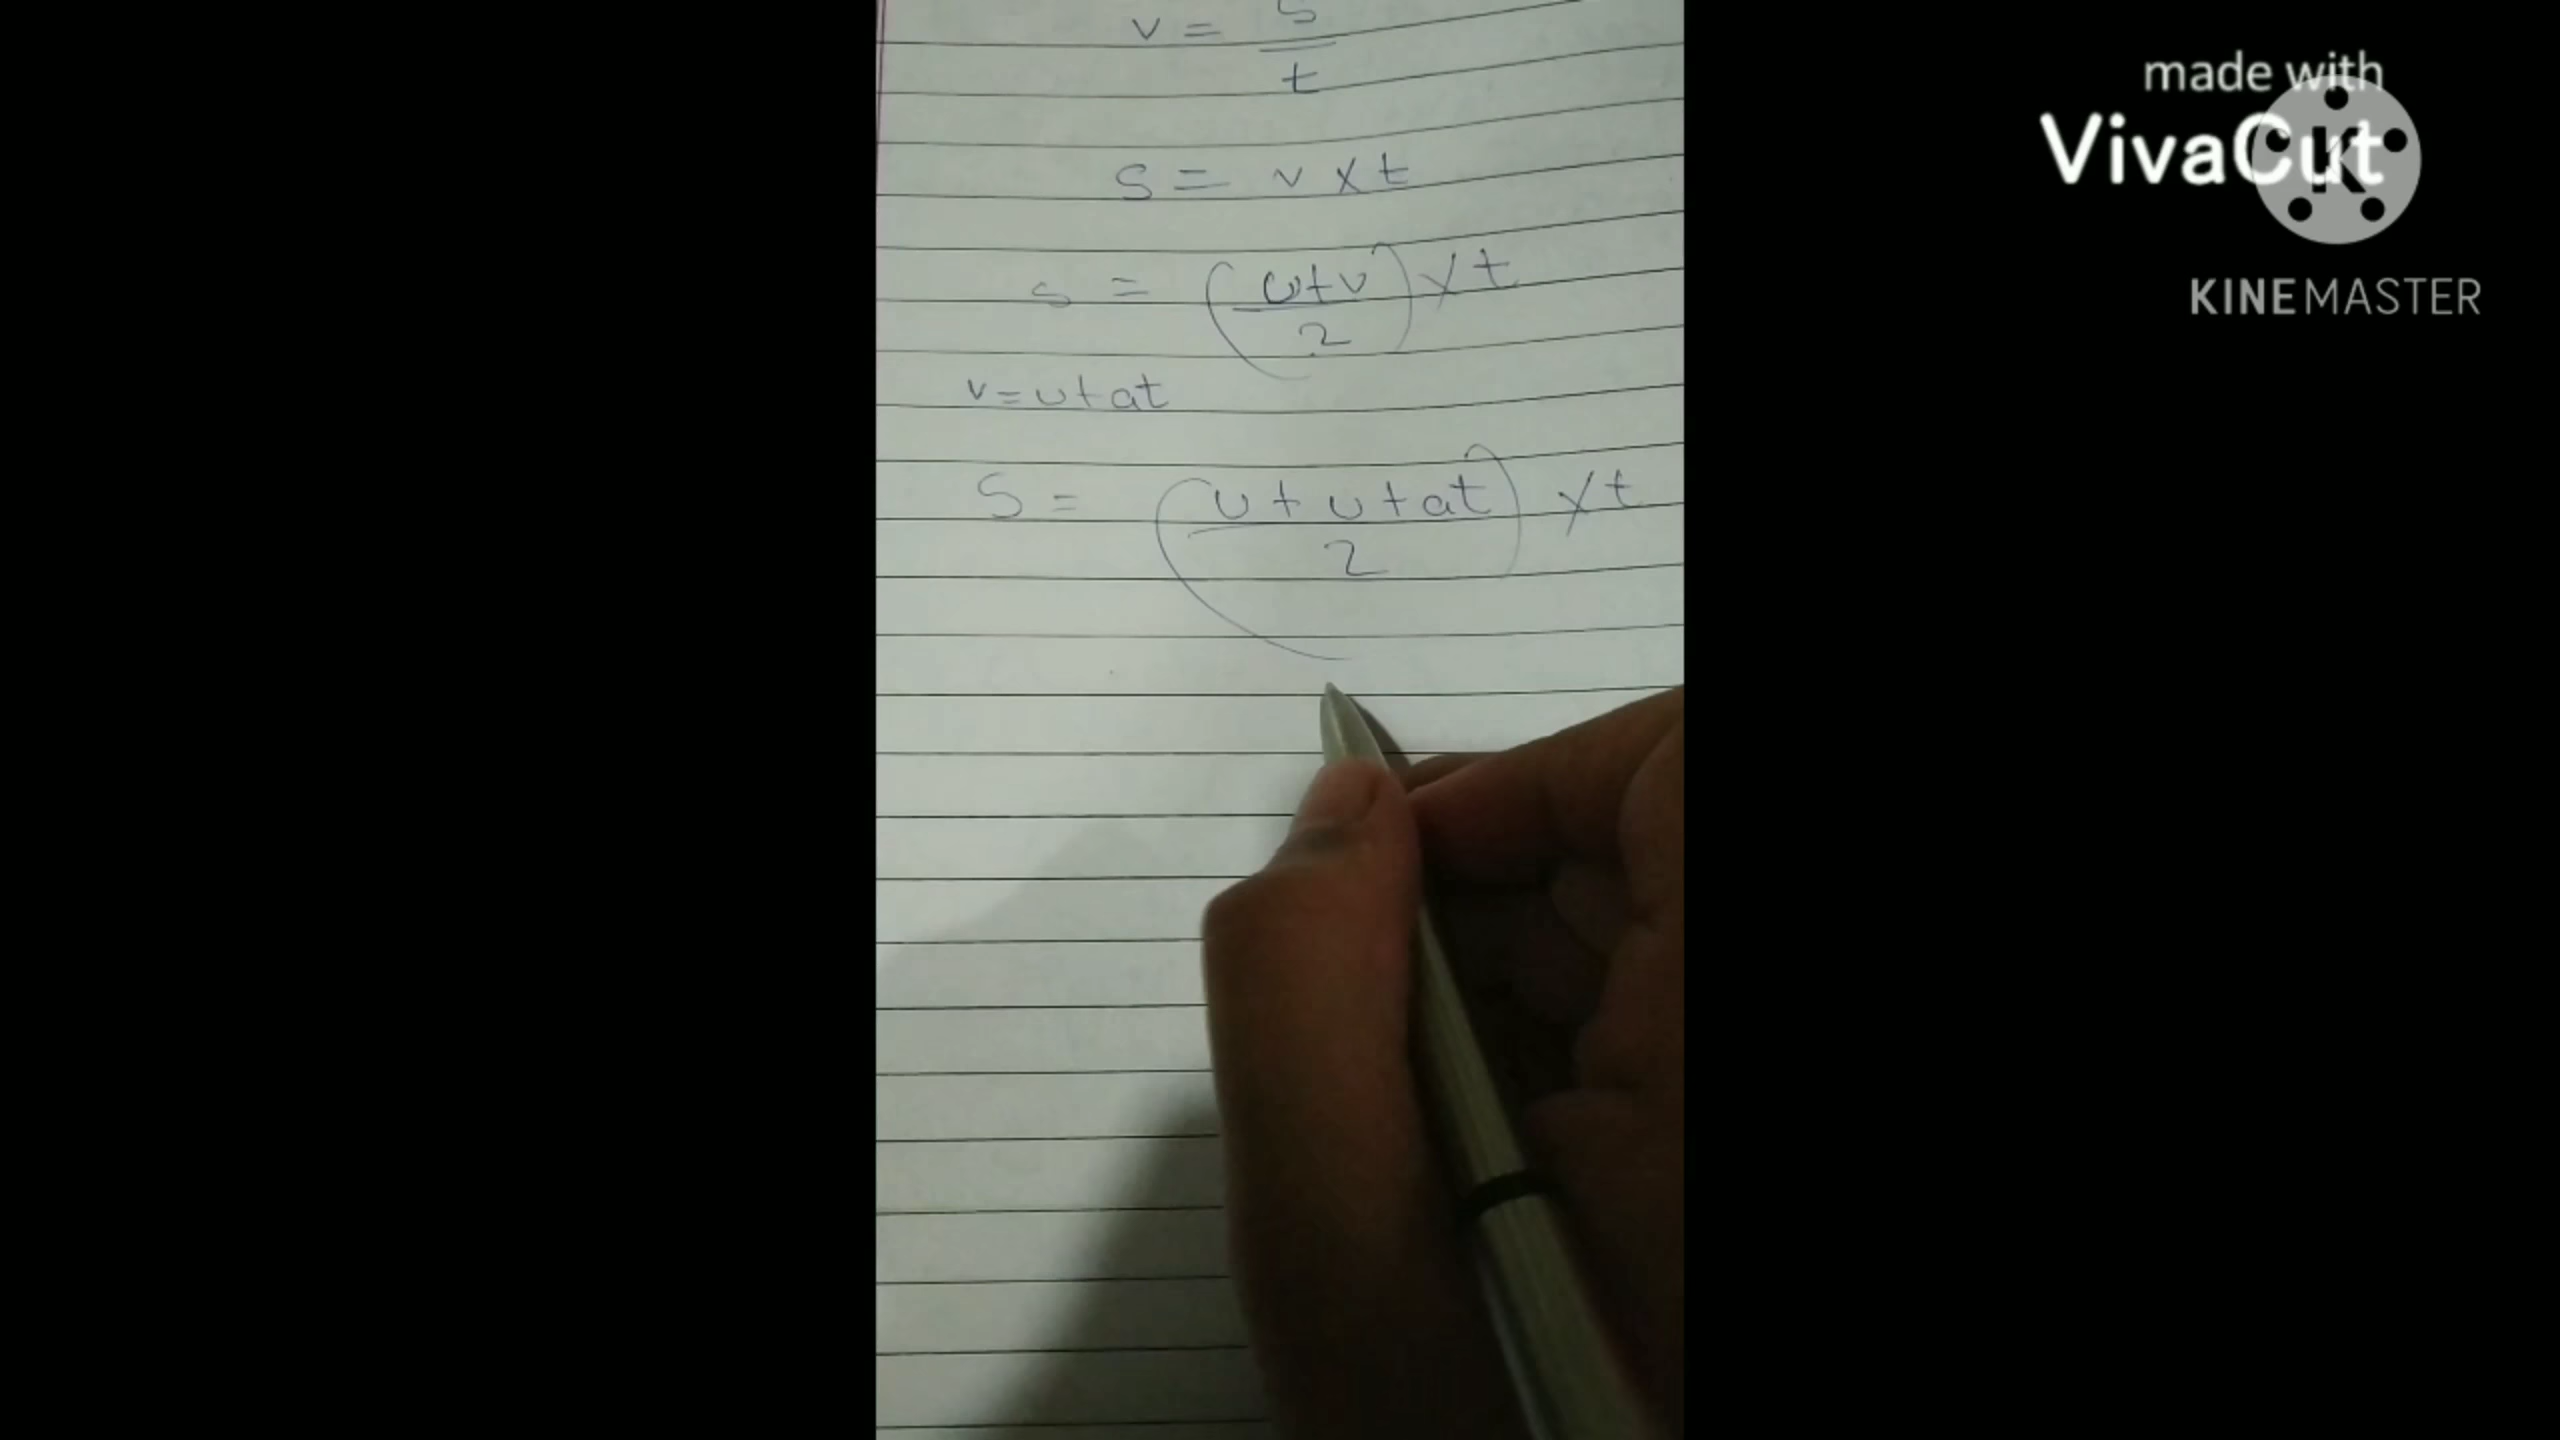 v = s/t
s = v x t
s = (u+v/2) x t
v = u + at
S = (u + u + at/2) x t
made with
VivaCut
KINEMASTER